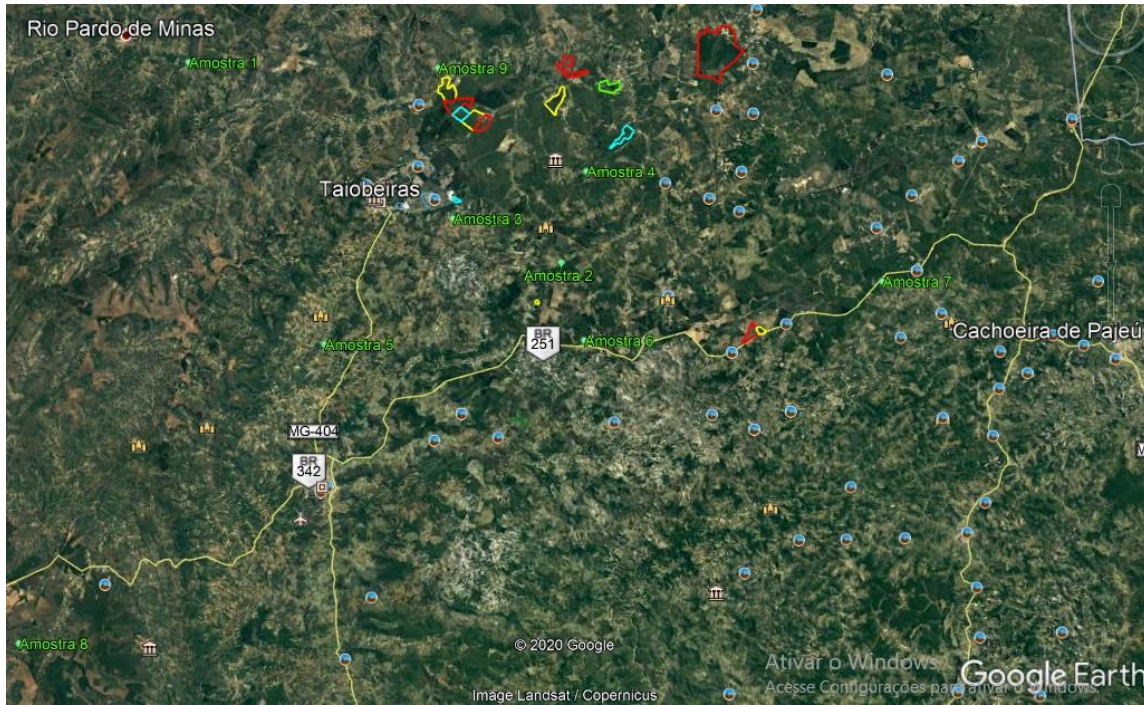 Rio Pardo de Minas
Amostra 1
Amostra 9
Amostra 4
Taiobeiras
Amostra 3
Amostra 2
Amostra 7
BR
251
Amostra 6
Cachoeira de Pajeú
Amostra 5
MG-404
BR
342
Amostra 8
© 2020 Google
Ativar o Windows
Google Earth
Acesse Configurações para ativar o Windows.
Image Landsat / Copernicus